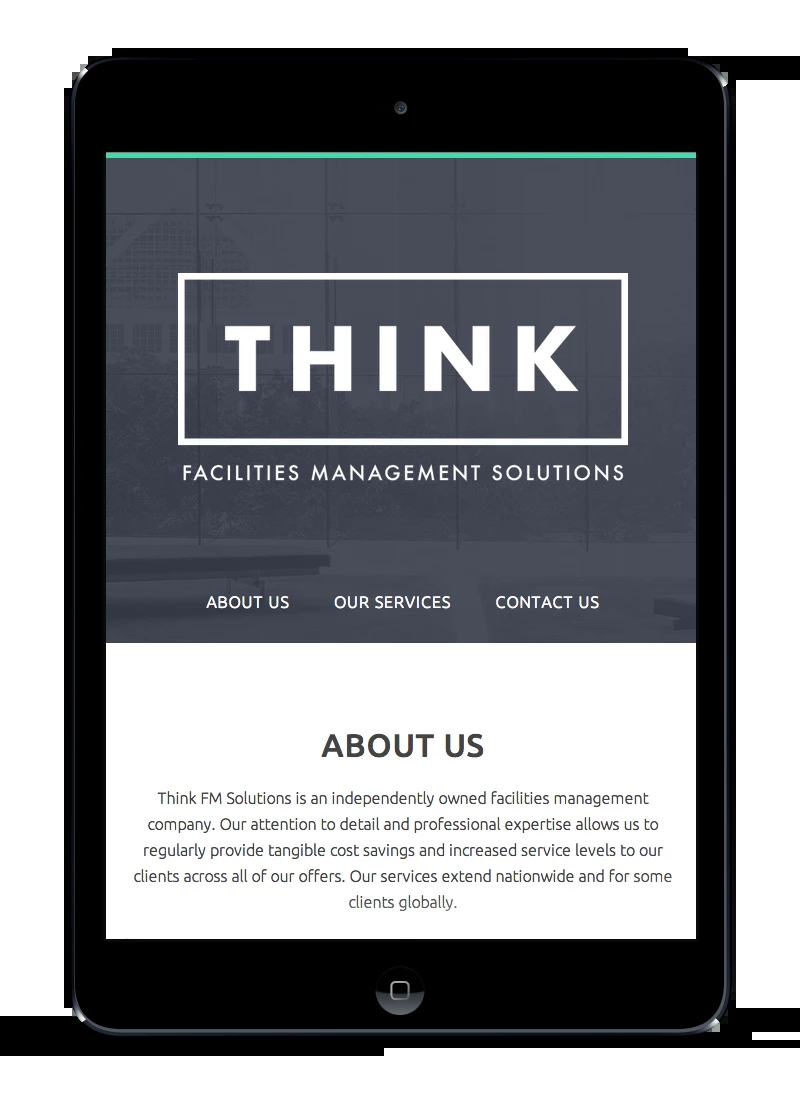 THINK
FACILITIES MANAGEMENT SOLUTIONS
ABOUT US OUR SERVICES CONTACT US
ABOUT US
Think FM Solutions is an independently owned facilities management
company. Our attention to detail and professional expertise allows us to
regularly provide tangible cost savings and increased service levels to our
clients across all of our offers. Our services extend nationwide and for some
clients globally.